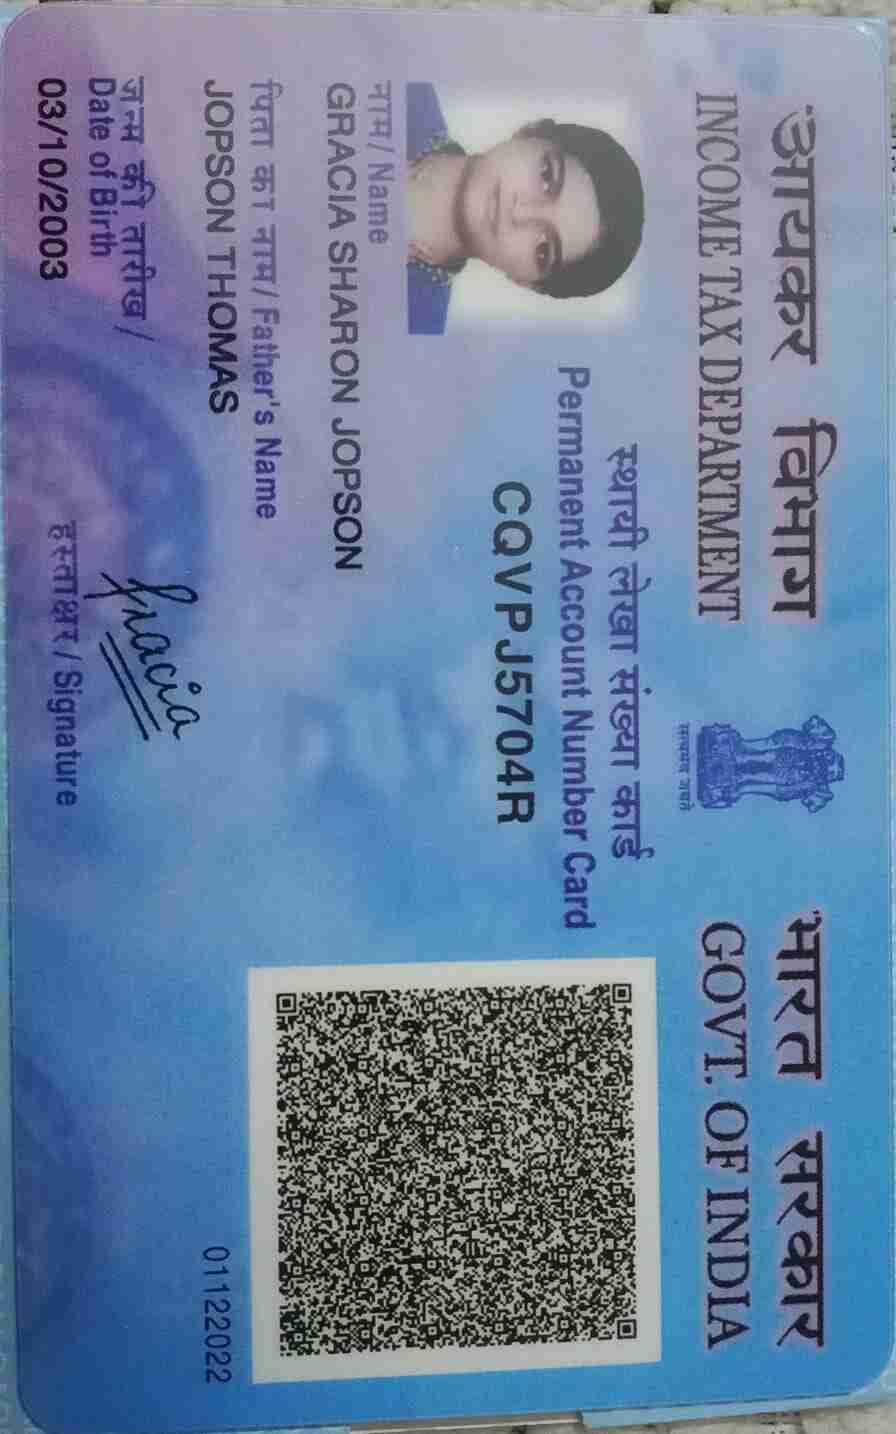 आयकर विभाग
INCOME TAX DEPARTMENT
सत्यमेव जयते
भारत सरकार
GOVT. OF INDIA
स्थायी लेखा संख्या कार्ड
Permanent Account Number Card
CQVPJ5704R
नाम / Name
GRACIA SHARON JOPSON
पिता का नाम / Father's Name
JOPSON THOMAS
जन्म की तारीख /
Date of Birth
03/10/2003
Gracia
हस्ताक्षर / Signature
01122022